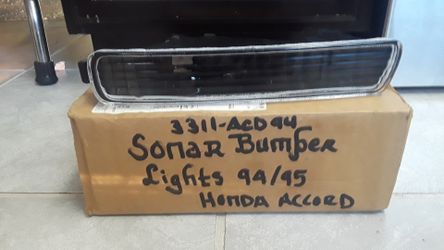 3311-ACD94
Sonar Bumper
Lights 94/95
HONDA ACCORD